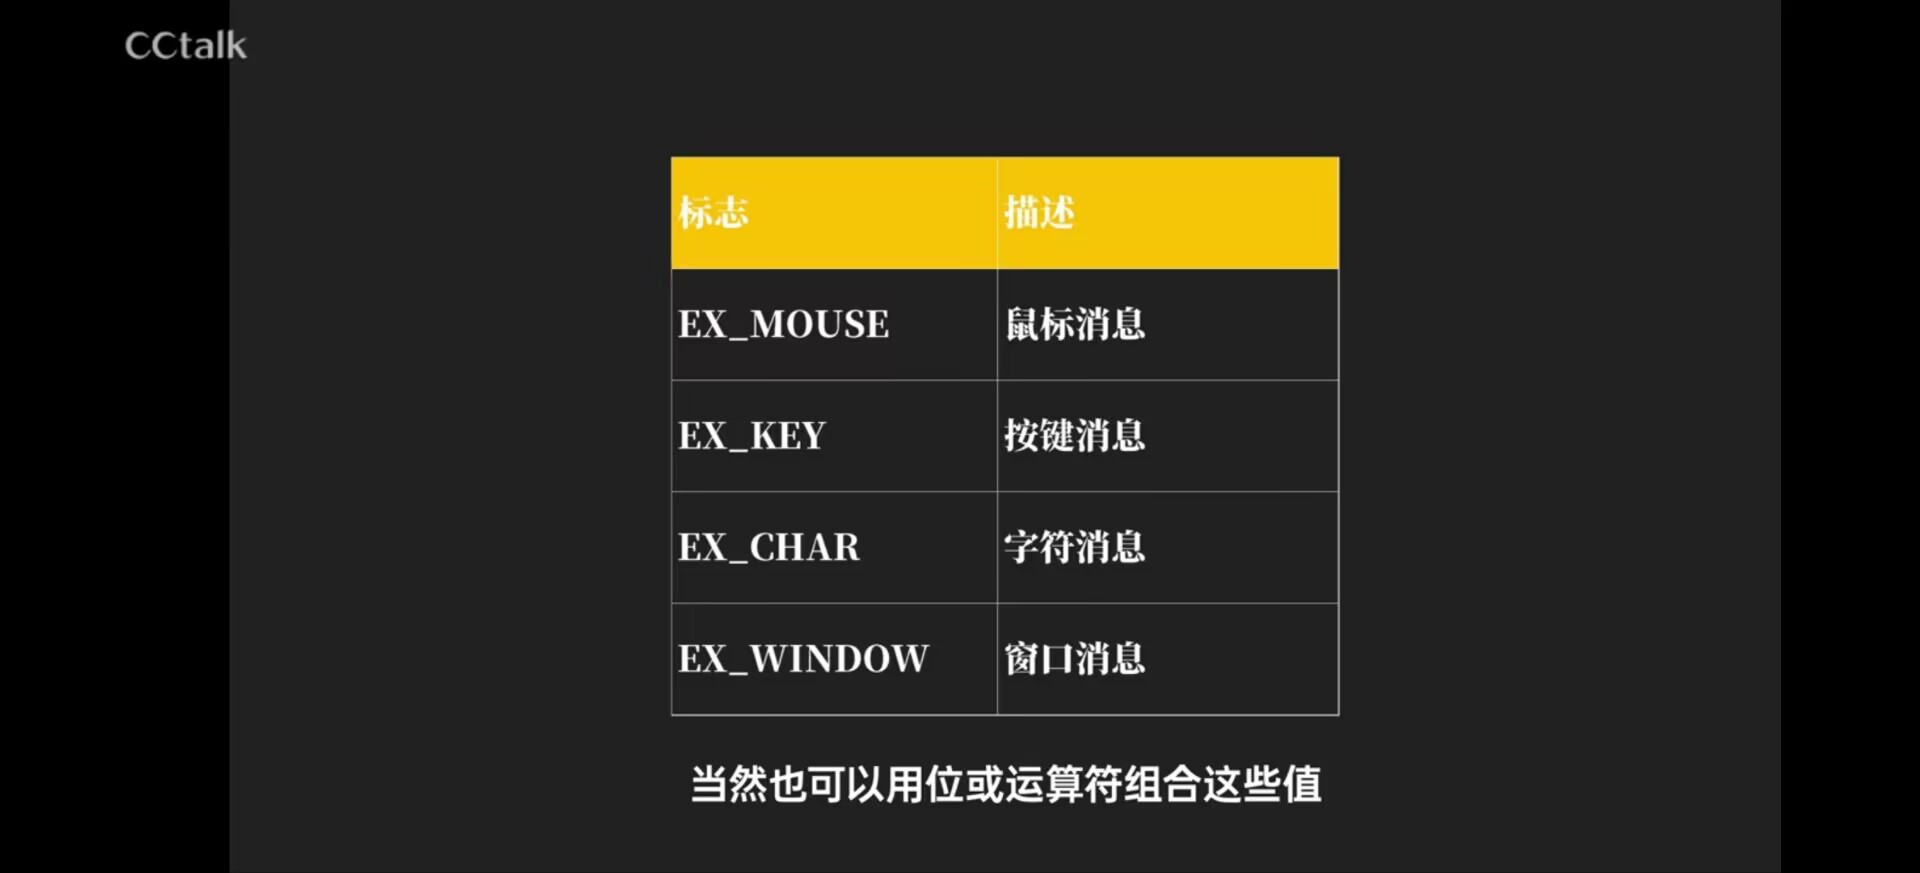 CCtalk
标志 描述
EX_MOUSE 鼠标消息
EX_KEY 按键消息
EX_CHAR 字符消息
EX_WINDOW 窗口消息
当然也可以用位或运算符组合这些值